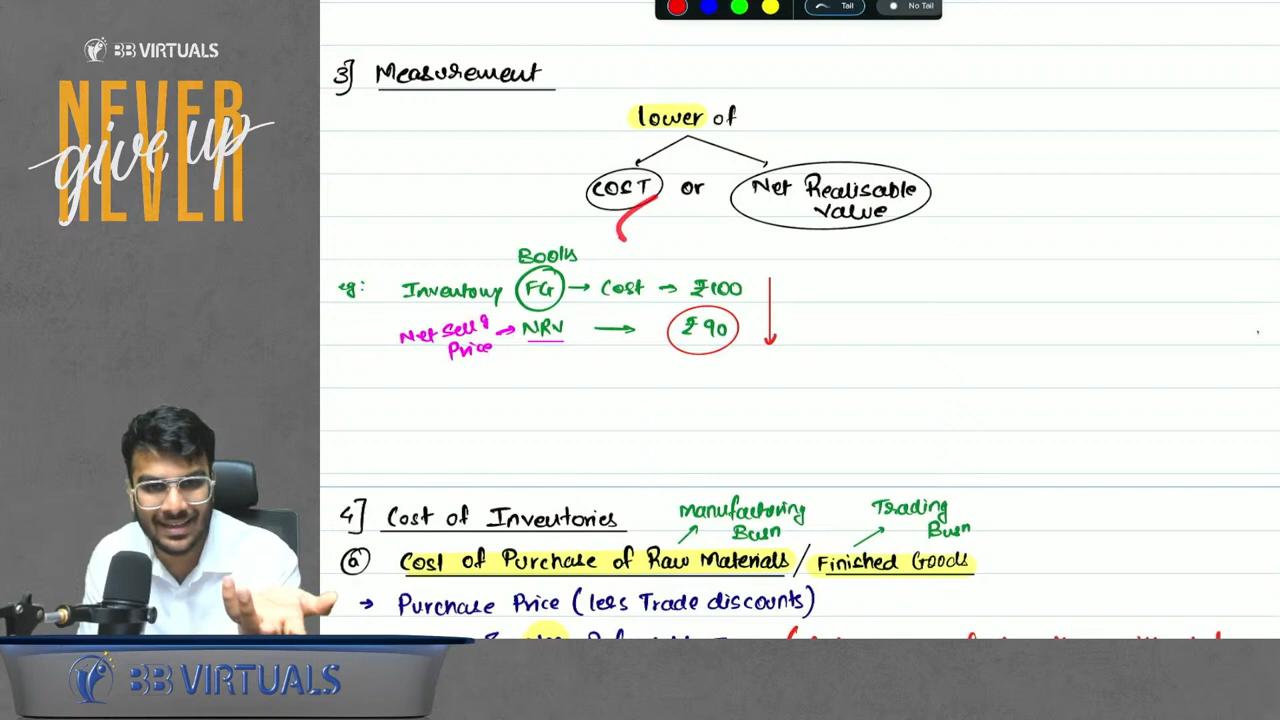 Tail
No Tail
BB VIRTUALS
NEVER
give up
NEVER
3] Measurement
lower of
COST or Net Realisable
value
Books
eg: Inventory FG → Cost → ₹100
Net Sell g
Price → NRV → ₹90
4] Cost of Inventories
Manufacturing
Busn
Trading
Busn
a Cost of Purchase of Raw Materials / Finished Goods
→ Purchase Price (less Trade discounts)
BB VIRTUALS